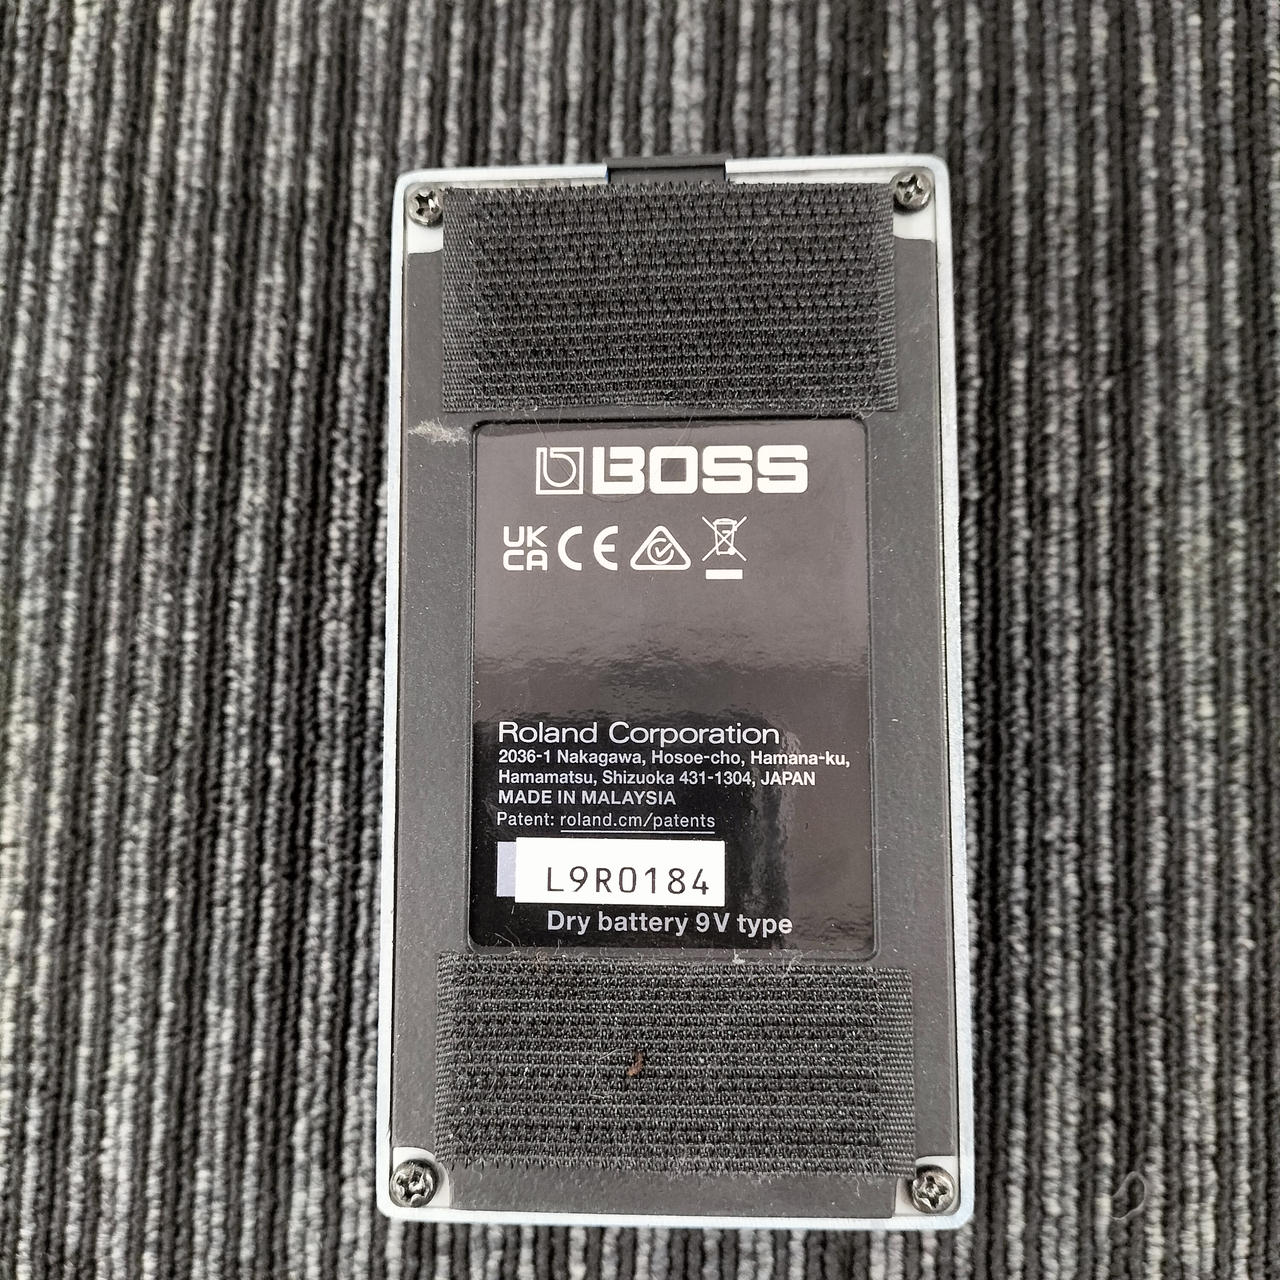 BOSS
UK
CA CE
Roland Corporation
2036-1 Nakagawa, Hosoe-cho, Hamana-ku,
Hamamatsu, Shizuoka 431-1304, JAPAN
MADE IN MALAYSIA
Patent: roland.cm/patents
L9R0184
Dry battery 9V type